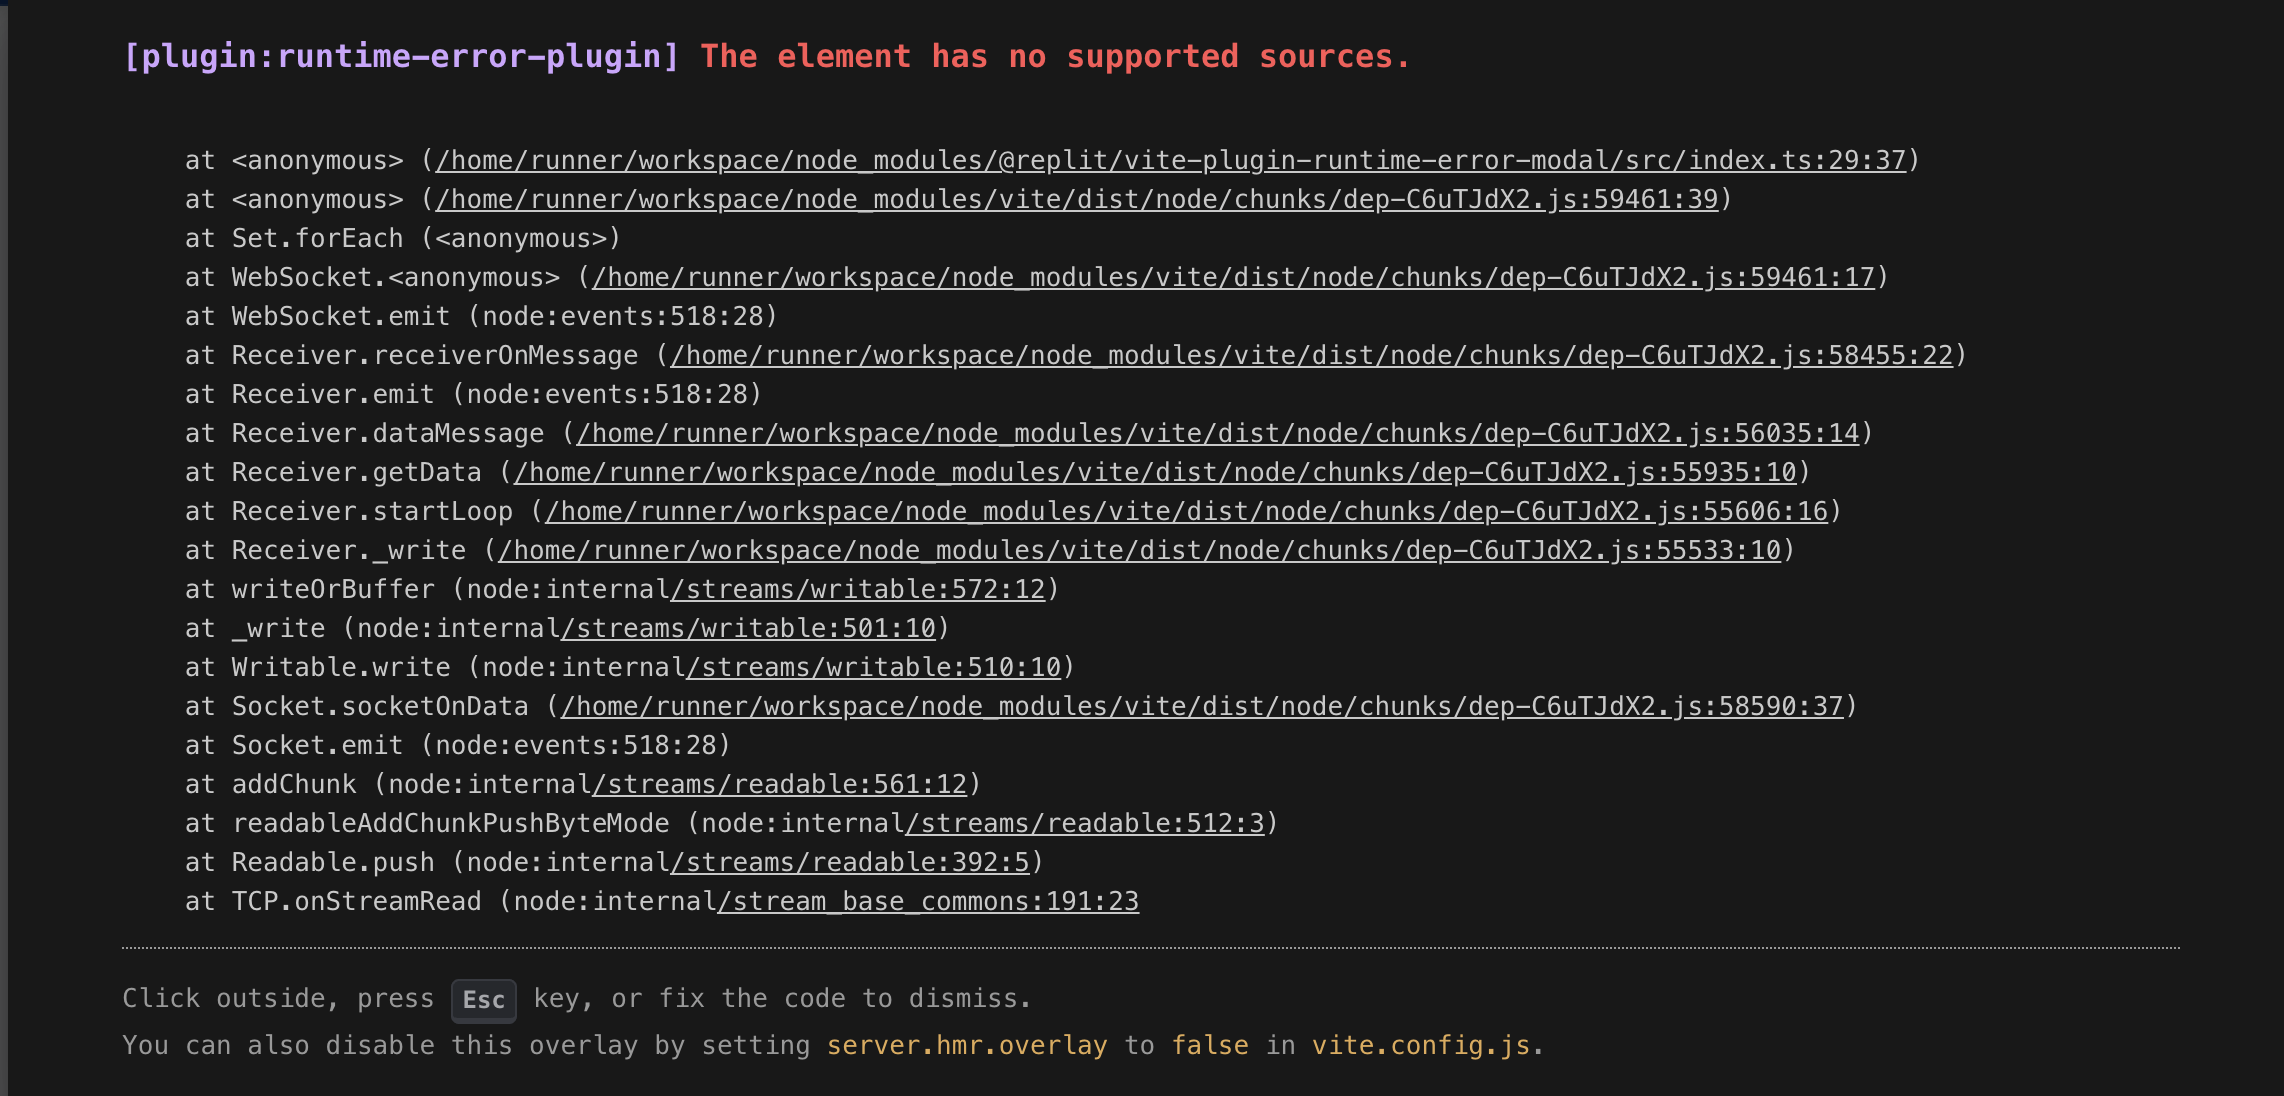 [plugin:runtime-error-plugin] The element has no supported sources.
at <anonymous> (/home/runner/workspace/node_modules/@replit/vite-plugin-runtime-error-modal/src/index.ts:29:37)
at <anonymous> (/home/runner/workspace/node_modules/vite/dist/node/chunks/dep-C6uTJdX2.js:59461:39)
at Set.forEach (<anonymous>)
at WebSocket.<anonymous> (/home/runner/workspace/node_modules/vite/dist/node/chunks/dep-C6uTJdX2.js:59461:17)
at WebSocket.emit (node:events:518:28)
at Receiver.receiverOnMessage (/home/runner/workspace/node_modules/vite/dist/node/chunks/dep-C6uTJdX2.js:58455:22)
at Receiver.emit (node:events:518:28)
at Receiver.dataMessage (/home/runner/workspace/node_modules/vite/dist/node/chunks/dep-C6uTJdX2.js:56035:14)
at Receiver.getData (/home/runner/workspace/node_modules/vite/dist/node/chunks/dep-C6uTJdX2.js:55935:10)
at Receiver.startLoop (/home/runner/workspace/node_modules/vite/dist/node/chunks/dep-C6uTJdX2.js:55606:16)
at Receiver._write (/home/runner/workspace/node_modules/vite/dist/node/chunks/dep-C6uTJdX2.js:55533:10)
at writeOrBuffer (node:internal/streams/writable:572:12)
at _write (node:internal/streams/writable:501:10)
at Writable.write (node:internal/streams/writable:510:10)
at Socket.socketOnData (/home/runner/workspace/node_modules/vite/dist/node/chunks/dep-C6uTJdX2.js:58590:37)
at Socket.emit (node:events:518:28)
at addChunk (node:internal/streams/readable:561:12)
at readableAddChunkPushByteMode (node:internal/streams/readable:512:3)
at Readable.push (node:internal/streams/readable:392:5)
at TCP.onStreamRead (node:internal/stream_base_commons:191:23
Click outside, press Esc key, or fix the code to dismiss.
You can also disable this overlay by setting server.hmr.overlay to false in vite.config.js.